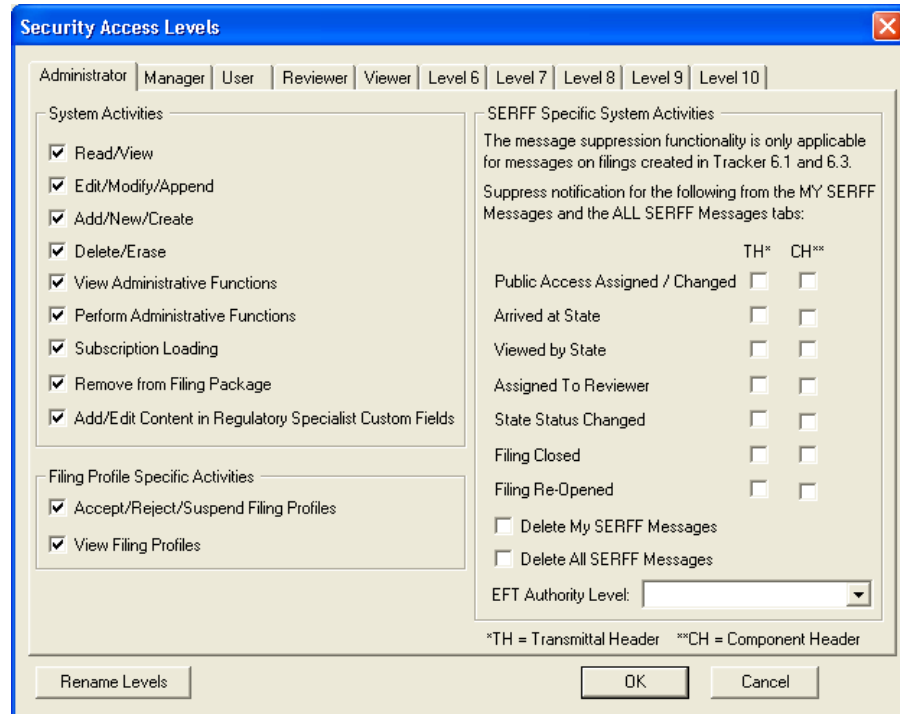 Security Access Levels
Administrator Manager User Reviewer Viewer Level 6 Level 7 Level 8 Level 9 Level 10
System Activities
Read/View
Edit/Modify/Append
Add/New/Create
Delete/Erase
View Administrative Functions
Perform Administrative Functions
Subscription Loading
Remove from Filing Package
Add/Edit Content in Regulatory Specialist Custom Fields
Filing Profile Specific Activities
Accept/Reject/Suspend Filing Profiles
View Filing Profiles
SERFF Specific System Activities
The message suppression functionality is only applicable
for messages on filings created in Tracker 6.1 and 6.3.
Suppress notification for the following from the MY SERFF
Messages and the ALL SERFF Messages tabs:
TH* CH**
Public Access Assigned / Changed
Arrived at State
Viewed by State
Assigned To Reviewer
State Status Changed
Filing Closed
Filing Re-Opened
Delete My SERFF Messages
Delete All SERFF Messages
EFT Authority Level:
*TH = Transmittal Header **CH = Component Header
Rename Levels
OK
Cancel